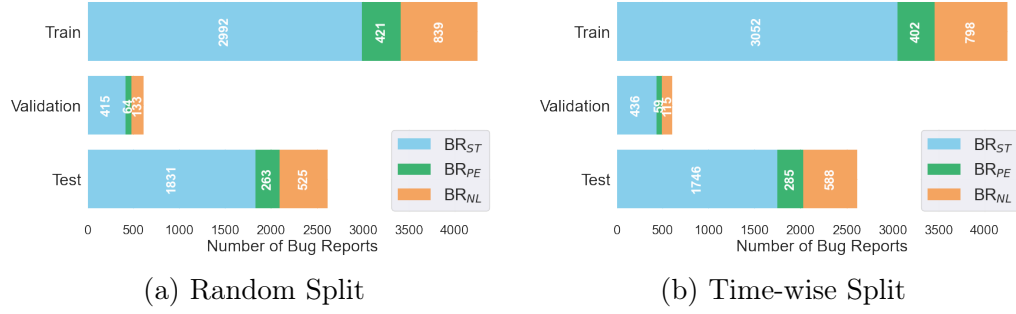 Train
2992
421
839
Validation
415
64
133
Test
1831
263
525
BR_ST
BR_PE
BR_NL
0 500 1000 1500 2000 2500 3000 3500 4000
Number of Bug Reports
(a) Random Split
Train
3052
402
798
Validation
436
59
115
Test
1746
285
588
BR_ST
BR_PE
BR_NL
0 500 1000 1500 2000 2500 3000 3500 4000
Number of Bug Reports
(b) Time-wise Split